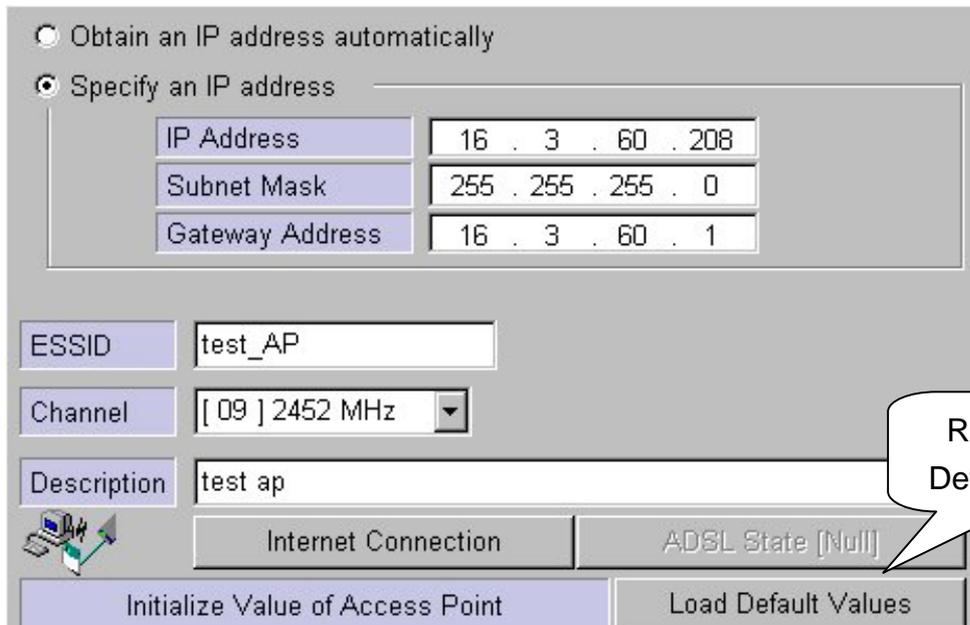 Obtain an IP address automatically
Specify an IP address
IP Address 16 . 3 . 60 . 208
Subnet Mask 255 . 255 . 255 . 0
Gateway Address 16 . 3 . 60 . 1
ESSID test_AP
Channel [ 09 ] 2452 MHz
Description test ap
Internet Connection ADSL State [Null]
Initialize Value of Access Point Load Default Values